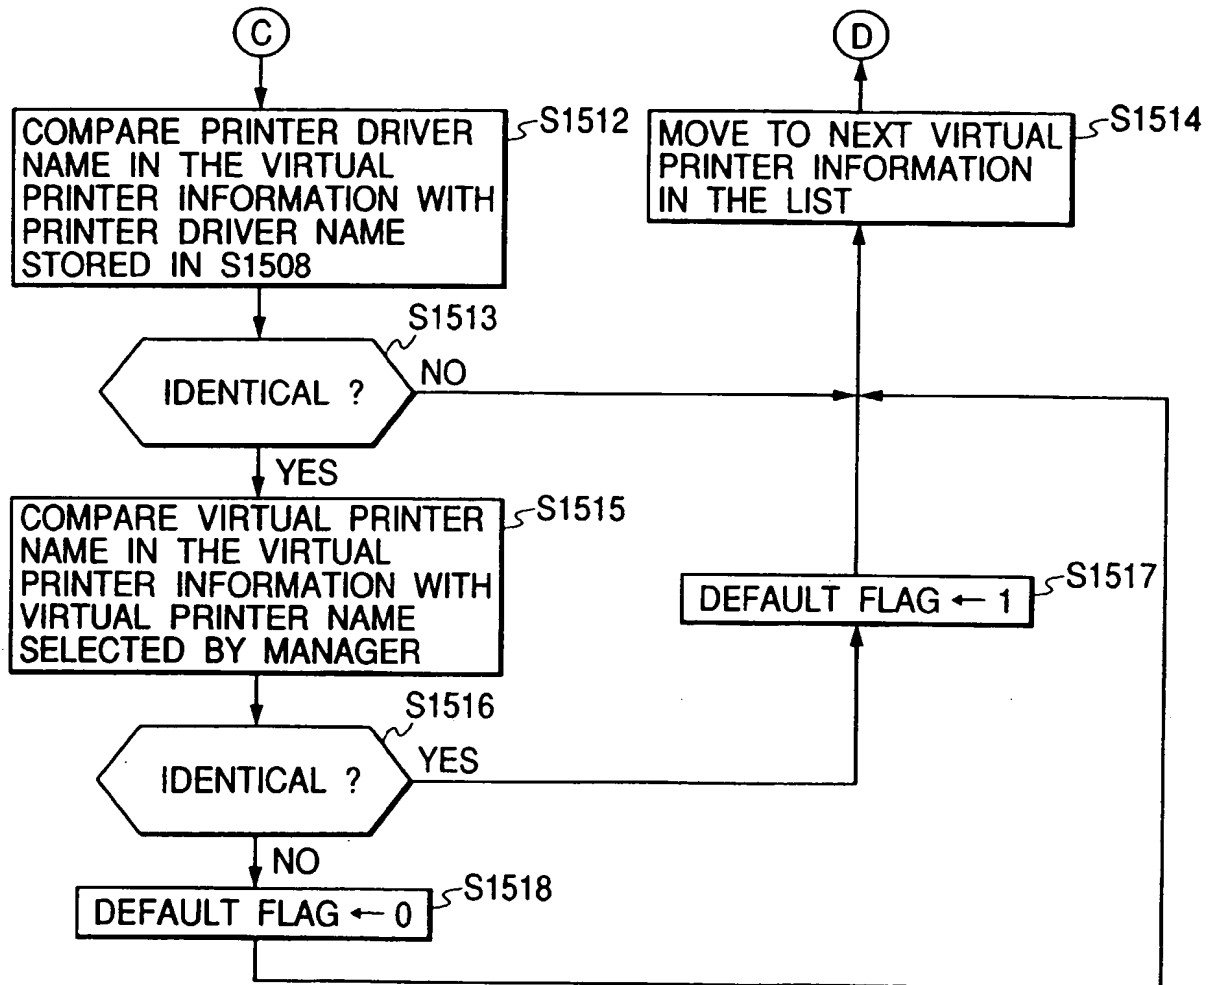 C
COMPARE PRINTER DRIVER
NAME IN THE VIRTUAL
PRINTER INFORMATION WITH
PRINTER DRIVER NAME
STORED IN S1508
S1512
S1513
IDENTICAL ?
NO
YES
COMPARE VIRTUAL PRINTER
NAME IN THE VIRTUAL
PRINTER INFORMATION WITH
VIRTUAL PRINTER NAME
SELECTED BY MANAGER
S1515
S1516
IDENTICAL ?
YES
NO
DEFAULT FLAG ← 0
S1518
D
MOVE TO NEXT VIRTUAL
PRINTER INFORMATION
IN THE LIST
S1514
DEFAULT FLAG ← 1
S1517